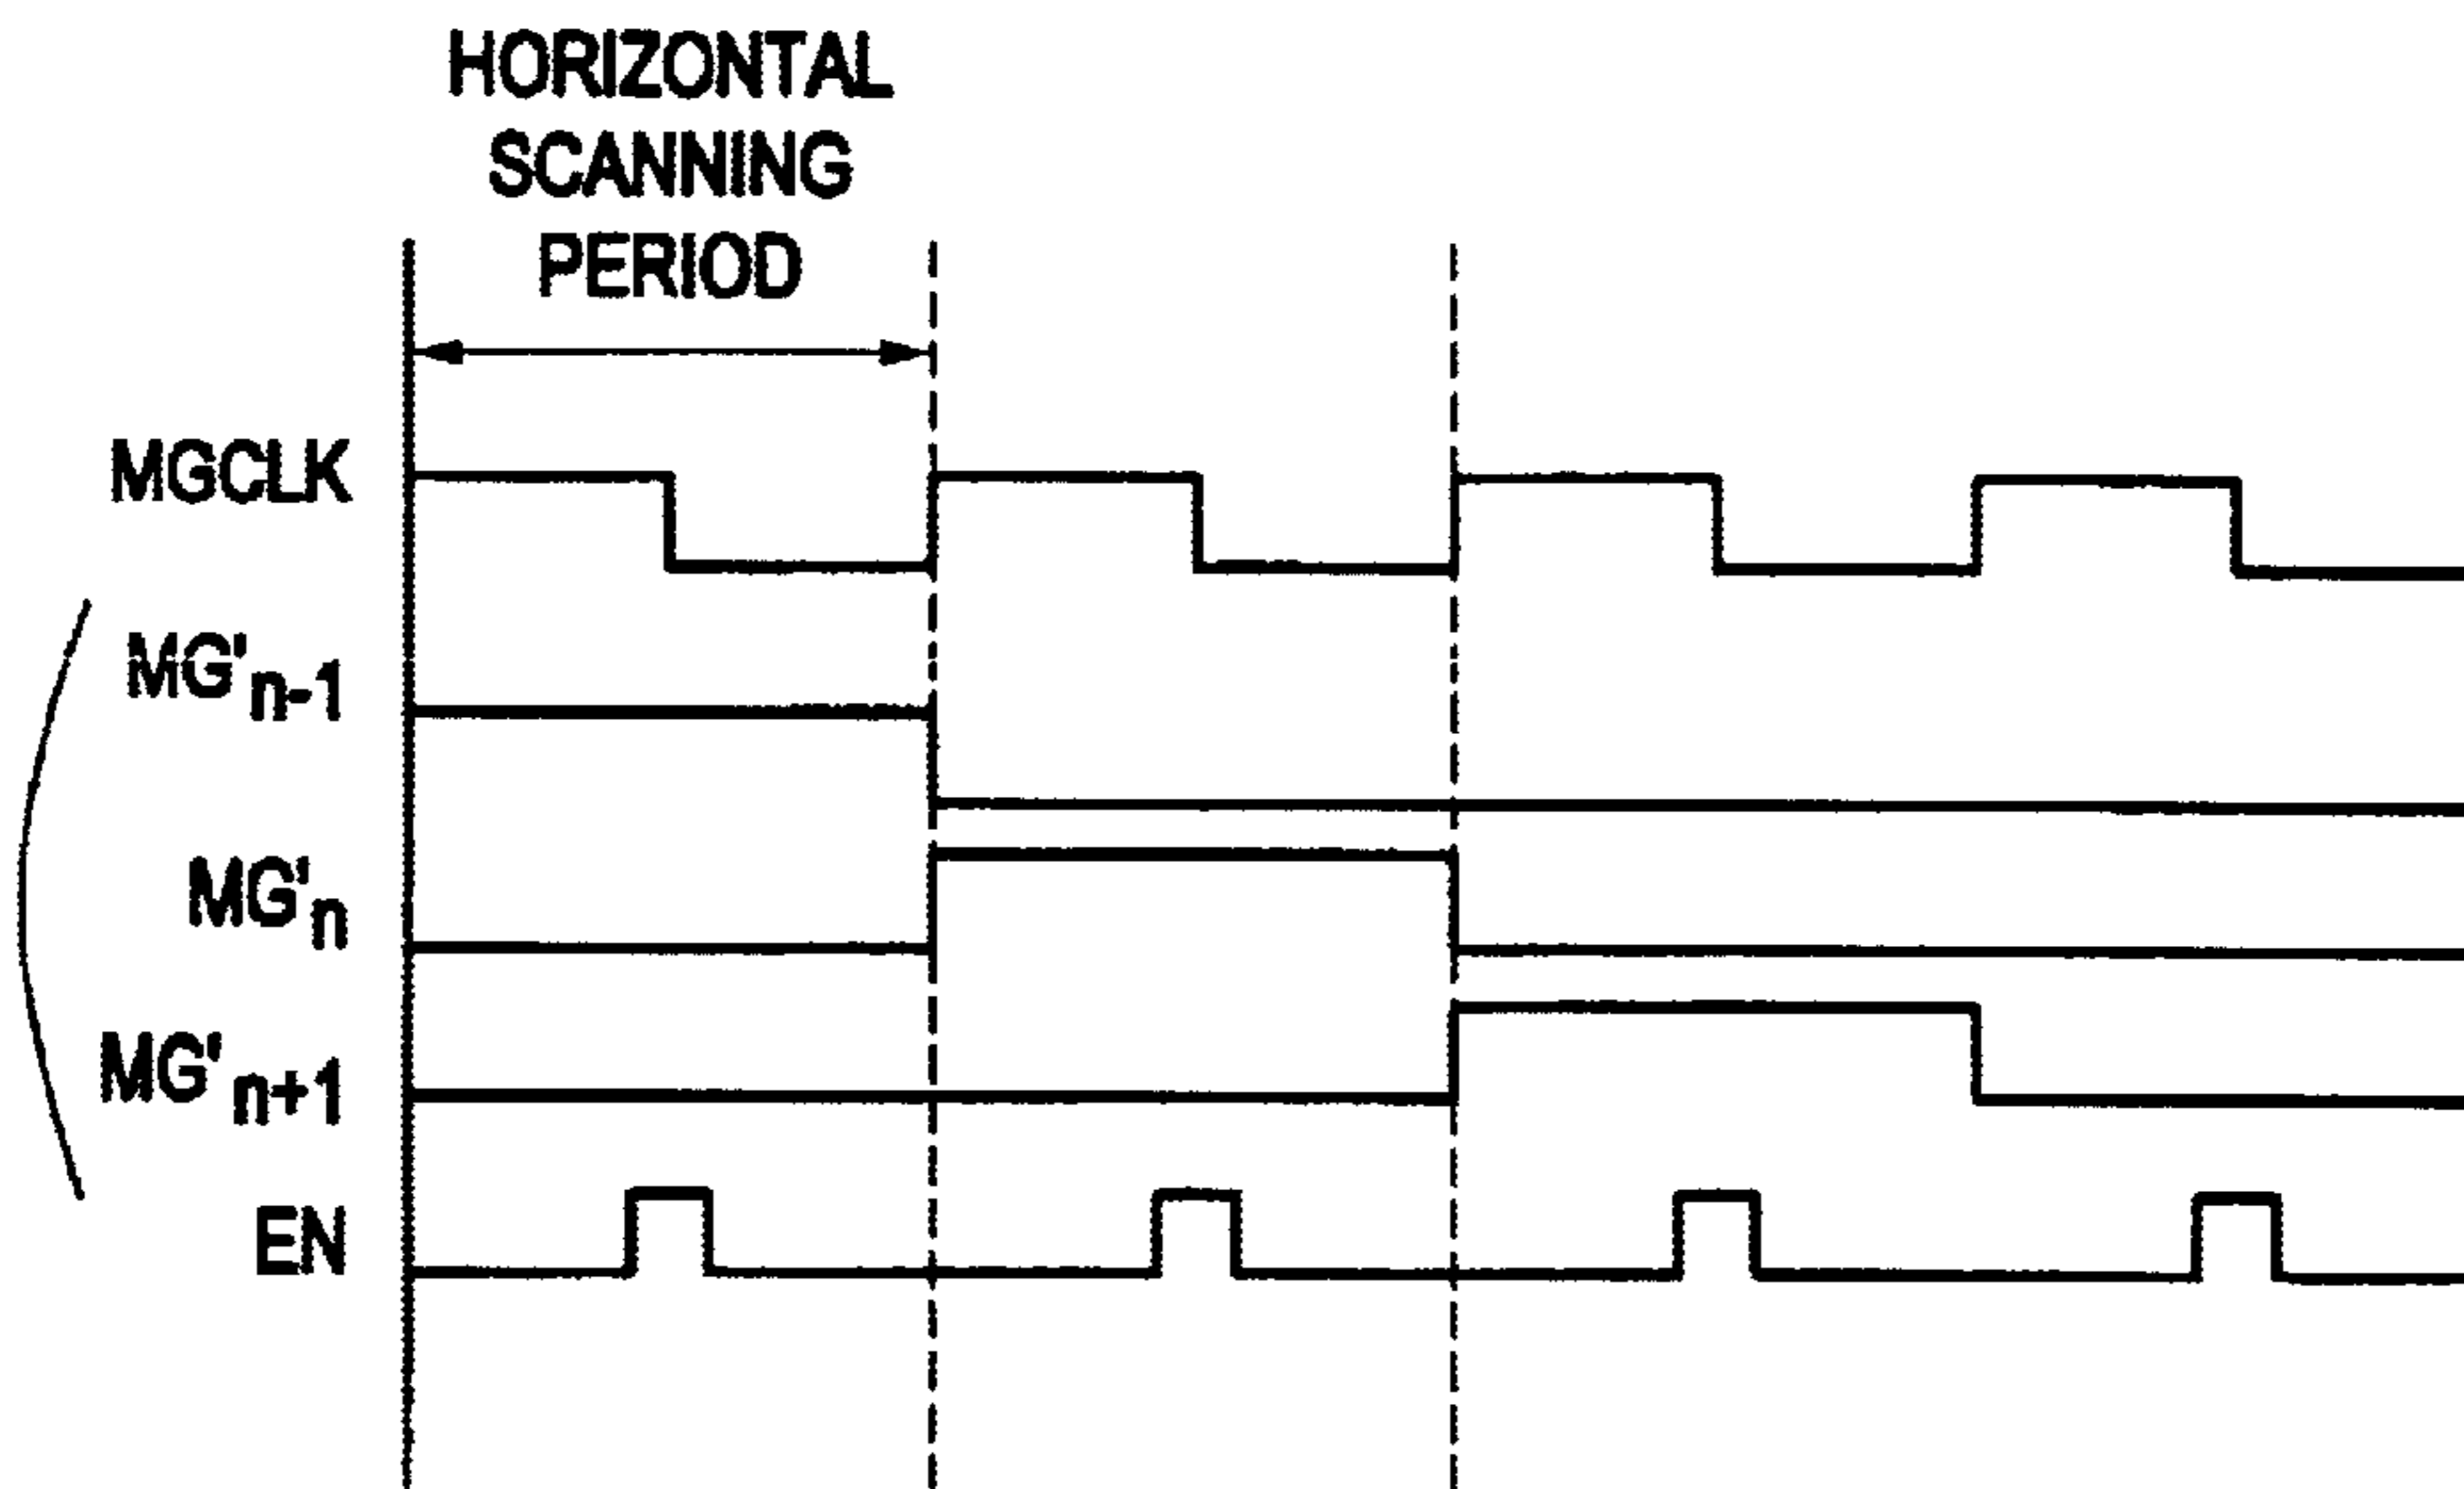 HORIZONTAL
SCANNING
PERIOD
MGCLK
MG'n-1
MG'n
MG'n+1
EN